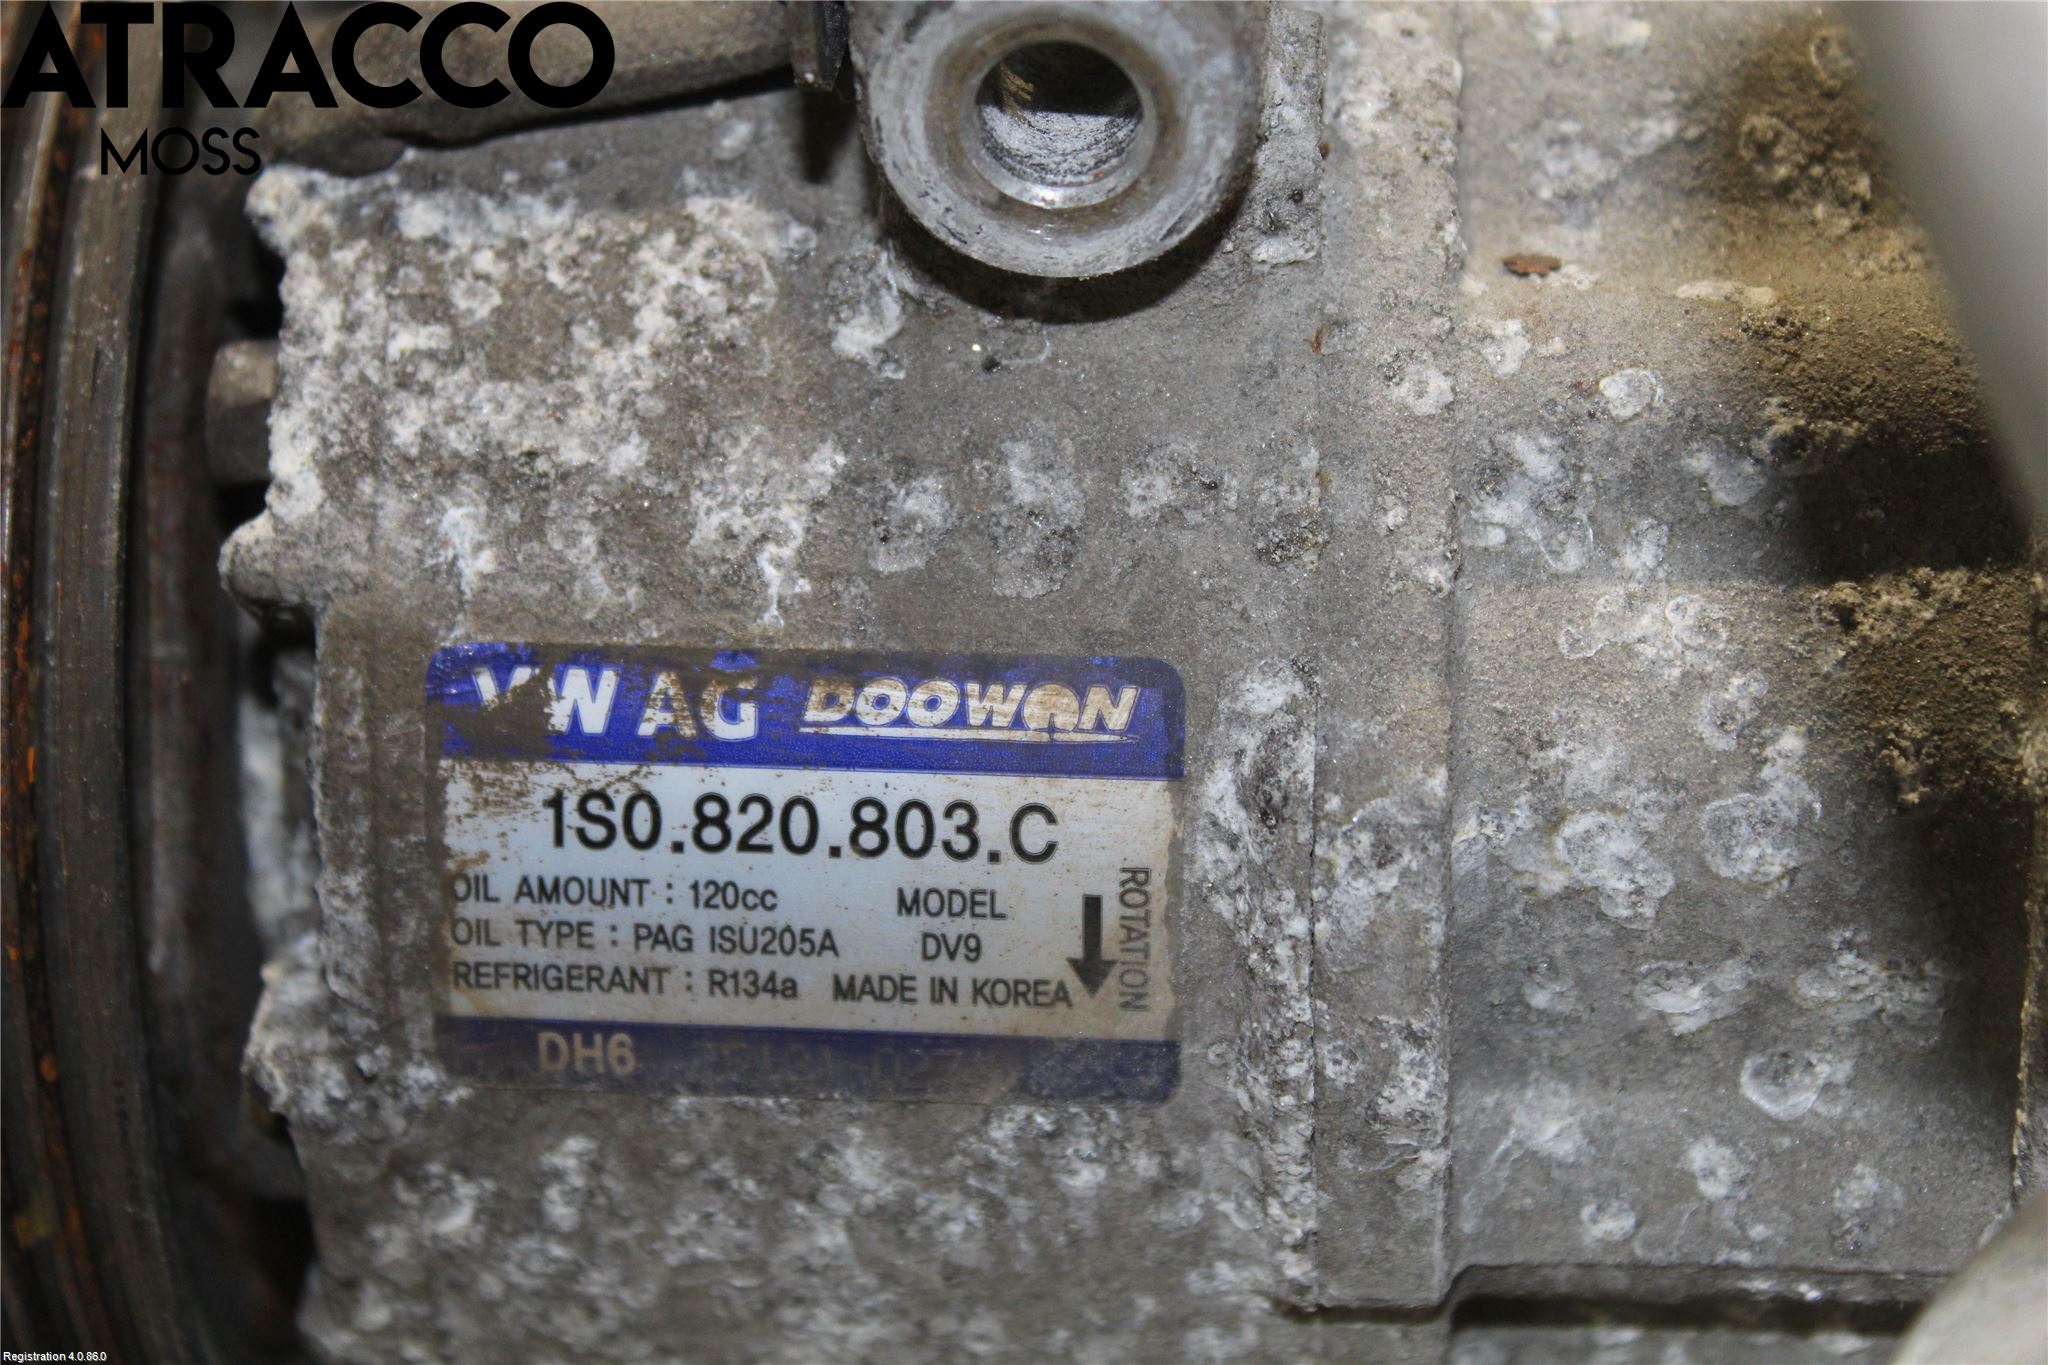 ATRACCO
MOSS
VW AG DOOWON
1S0.820.803.C
OIL AMOUNT : 120cc MODEL
OIL TYPE : PAG ISU205A DV9
REFRIGERANT : R134a MADE IN KOREA
ROTATION
DH6
Registration 4.0.86.0